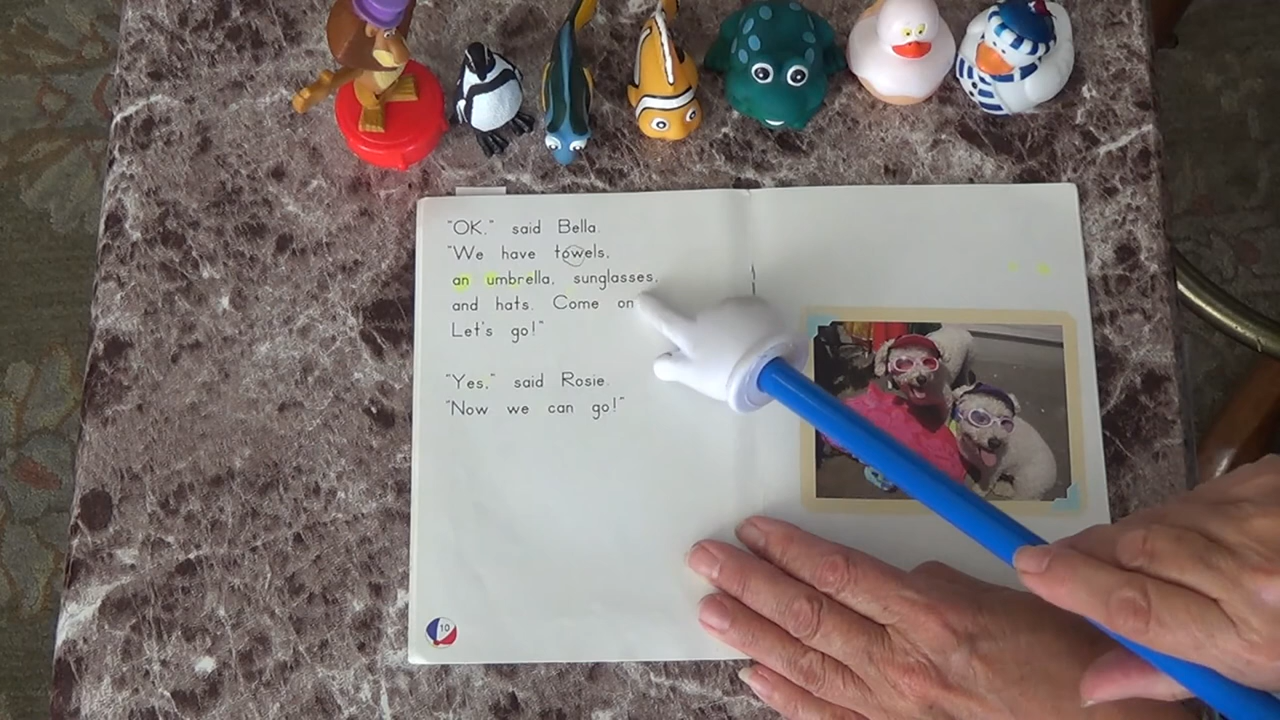 "OK," said Bella.
"We have towels,
an umbrella, sunglasses,
and hats. Come on
Let's go!"
"Yes," said Rosie.
"Now we can go!"
10